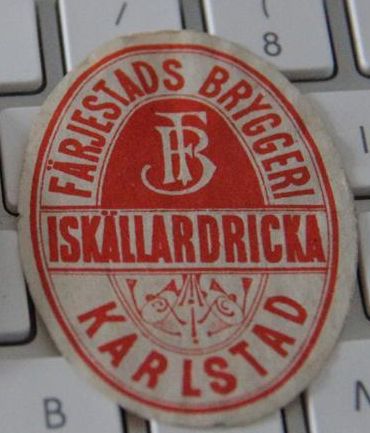 FÄRJESTADS BRYGGERI
FB
ISKÄLLARDRICKA
KARLSTAD
(
8
B